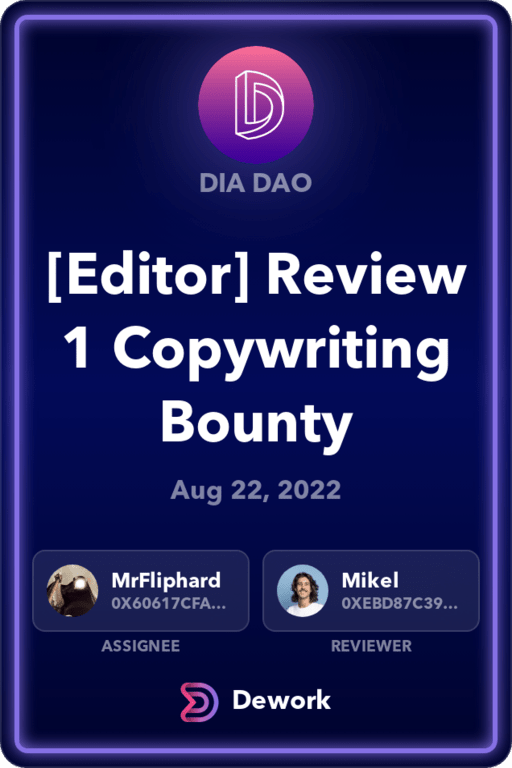 DIA DAO
[Editor] Review
1 Copywriting
Bounty
Aug 22, 2022
MrFliphard
0X60617CFA...
Mikel
0XEBD87C39...
ASSIGNEE
REVIEWER
Dework